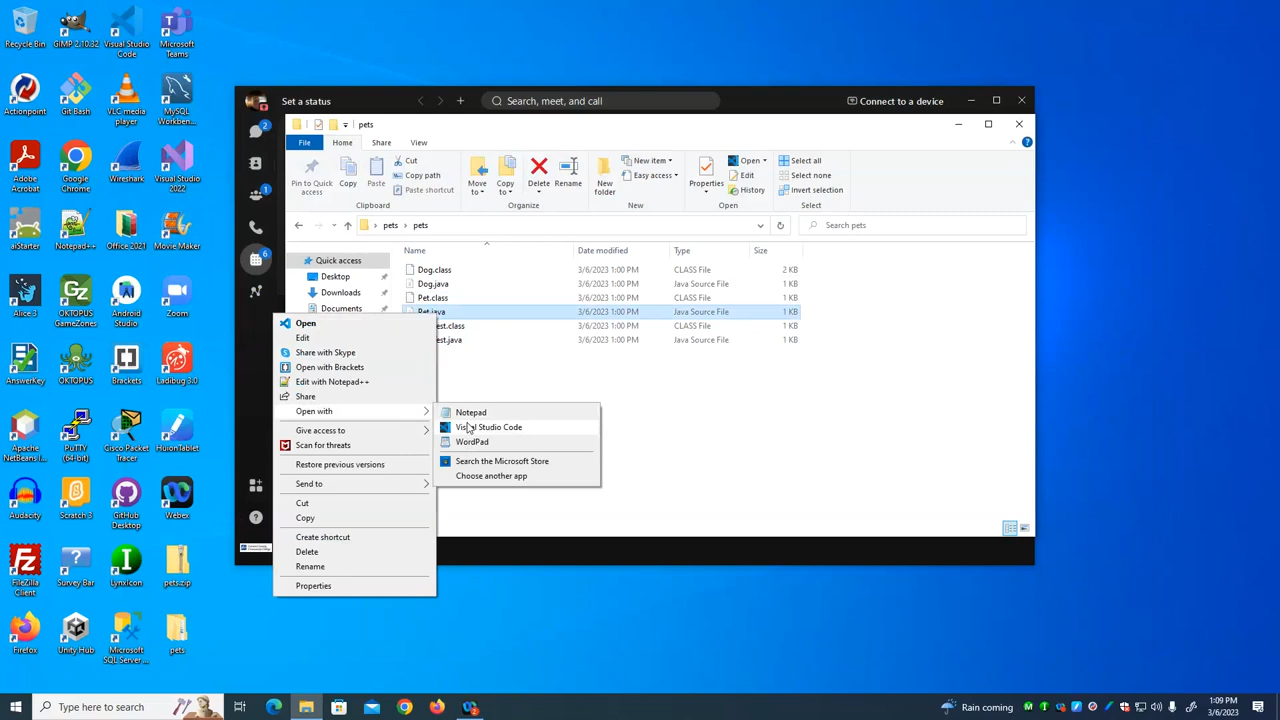 Recycle Bin
GIMP 2.10.32
Visual Studio
Code
Microsoft
Teams
Actionpoint
Git Bash
VLC media
player
MySQL
Workben...
Adobe
Acrobat
Google
Chrome
Wireshark
Visual Studio
2022
aiStarter
Notepad++
Office 2021
Movie Maker
Alice 3
OKTOPUS
GameZones
Android
Studio
Zoom
AnswerKey
OKTOPUS
Brackets
Ladibug 3.0
Apache
NetBeans I...
PuTTY
(64-bit)
Cisco Packet
Tracer
HuionTablet
Audacity
Scratch 3
GitHub
Desktop
Webex
FileZilla
Client
Survey Bar
LynxIcon
pets.zip
Firefox
Unity Hub
Microsoft
SQL Server ...
pets
Set a status
Search, meet, and call
Connect to a device
2
1
6
pets
File
Home
Share
View
Pin to Quick
access
Copy
Paste
Cut
Copy path
Paste shortcut
Clipboard
Move
to
Copy
to
Delete
Rename
Organize
New
folder
New item
Easy access
New
Properties
Open
Edit
History
Open
Select all
Select none
Invert selection
Select
pets
pets
Search pets
Quick access
Desktop
Downloads
Documents
Name
Date modified
Type
Size
Dog.class 3/6/2023 1:00 PM CLASS File 2 KB
Dog.java 3/6/2023 1:00 PM Java Source File 1 KB
Pet.class 3/6/2023 1:00 PM CLASS File 1 KB
Pet.java 3/6/2023 1:00 PM Java Source File 1 KB
est.class 3/6/2023 1:00 PM CLASS File 1 KB
est.java 3/6/2023 1:00 PM Java Source File 1 KB
Open
Edit
Share with Skype
Open with Brackets
Edit with Notepad++
Share
Open with
Give access to
Scan for threats
Restore previous versions
Send to
Cut
Copy
Create shortcut
Delete
Rename
Properties
Notepad
Visual Studio Code
WordPad
Search the Microsoft Store
Choose another app
Type here to search
Rain coming
1:09 PM
3/6/2023